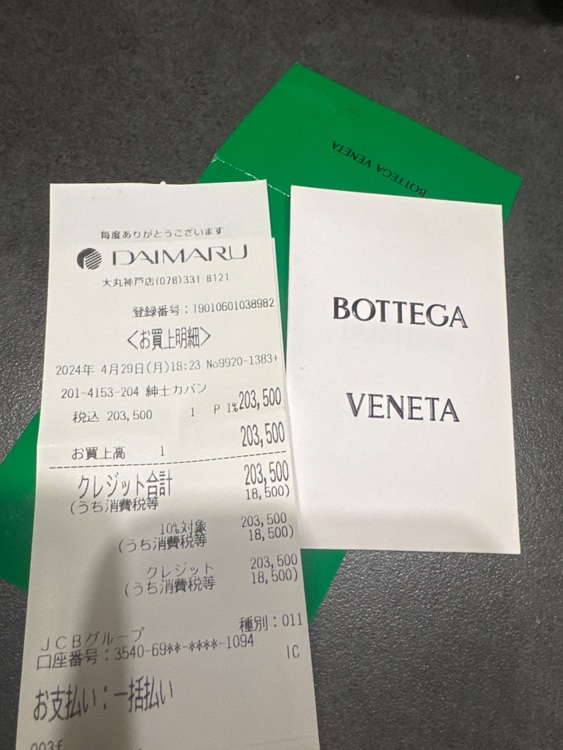 BOTTEGA VENETA
毎度ありがとうございます
DAIMARU
大丸神戸店(078)331 8121
登録番号：T9010601038982
<お買上明細>
2024年 4月29日(月)18:23 No9920-1383+
201-4153-204 紳士カバン
税込 203,500 1 P 1% 203,500
203,500
お買上高 1
クレジット合計 203,500
(うち消費税等 18,500)
10%対象 203,500
(うち消費税等 18,500)
クレジット 203,500
(うち消費税等 18,500)
種別：011
JCBグループ
口座番号：3540-69**-****-1094
IC
お支払い：一括払い
003f
BOTTEGA
VENETA